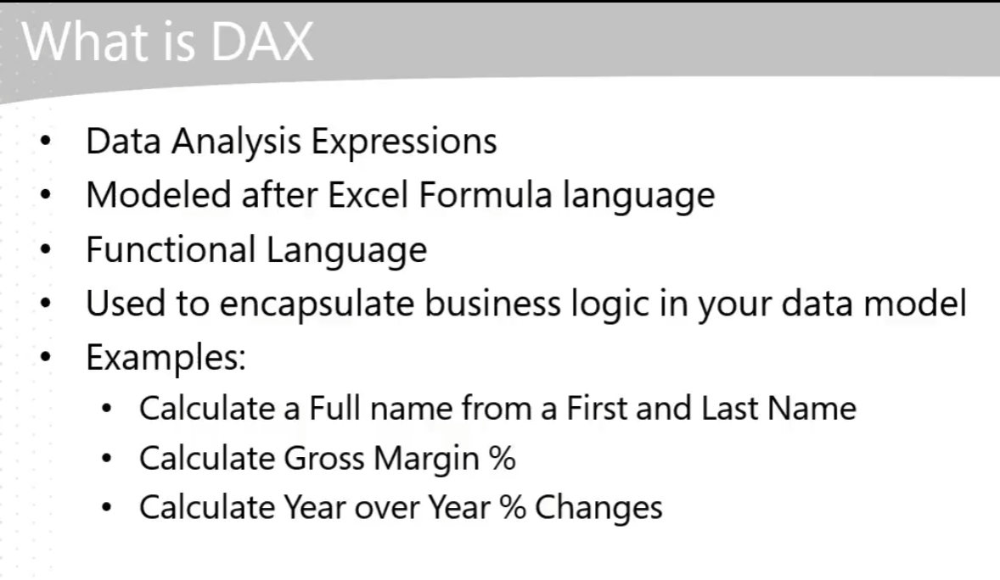 What is DAX
• Data Analysis Expressions
• Modeled after Excel Formula language
• Functional Language
• Used to encapsulate business logic in your data model
• Examples:
• Calculate a Full name from a First and Last Name
• Calculate Gross Margin %
• Calculate Year over Year % Changes